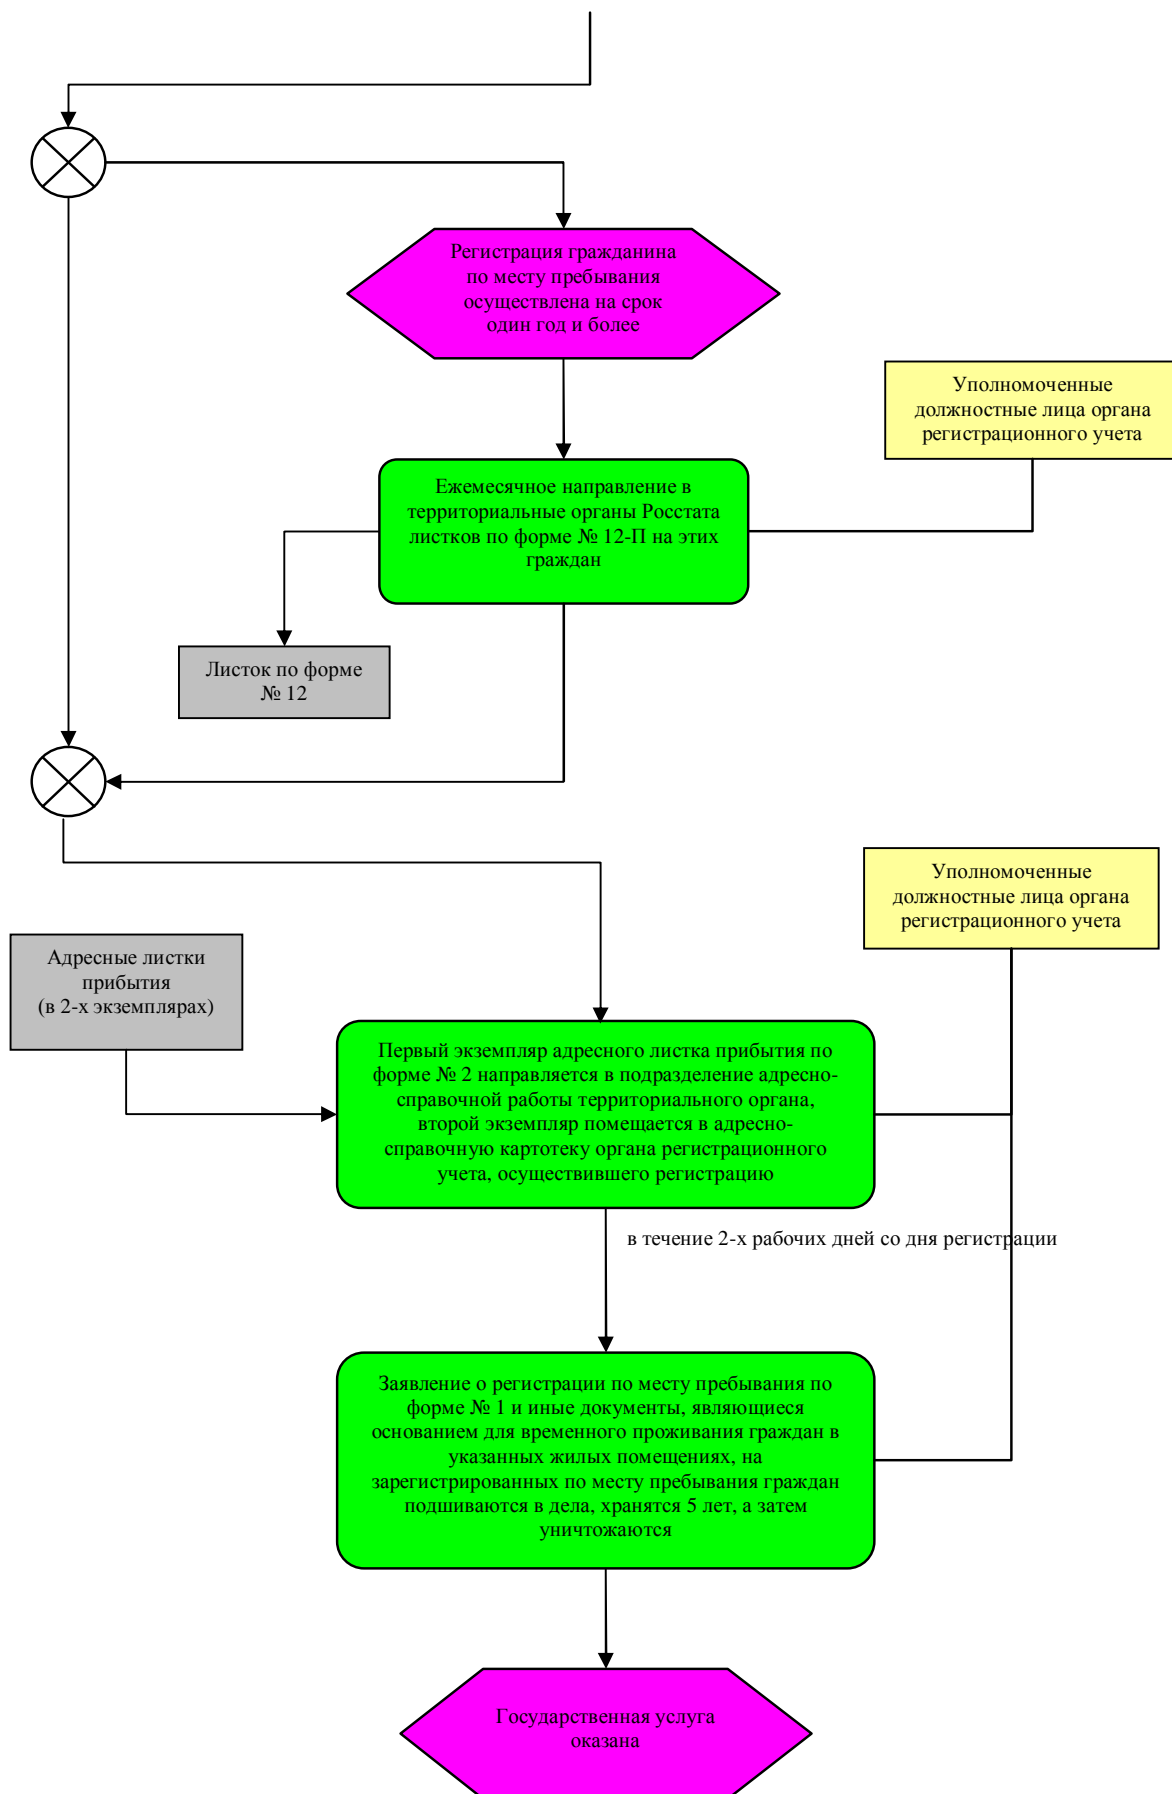 Регистрация гражданина
по месту пребывания
осуществлена на срок
один год и более
Уполномоченные
должностные лица органа
регистрационного учета
Ежемесячное направление в
территориальные органы Росстата
листков по форме № 12-П на этих
граждан
Листок по форме
№ 12
Уполномоченные
должностные лица органа
регистрационного учета
Адресные листки
прибытия
(в 2-х экземплярах)
Первый экземпляр адресного листка прибытия по
форме № 2 направляется в подразделение адресно-
справочной работы территориального органа,
второй экземпляр помещается в адресно-
справочную картотеку органа регистрационного
учета, осуществившего регистрацию
в течение 2-х рабочих дней со дня регистрации
Заявление о регистрации по месту пребывания по
форме № 1 и иные документы, являющиеся
основанием для временного проживания граждан в
указанных жилых помещениях, на
зарегистрированных по месту пребывания граждан
подшиваются в дела, хранятся 5 лет, а затем
уничтожаются
Государственная услуга
оказана